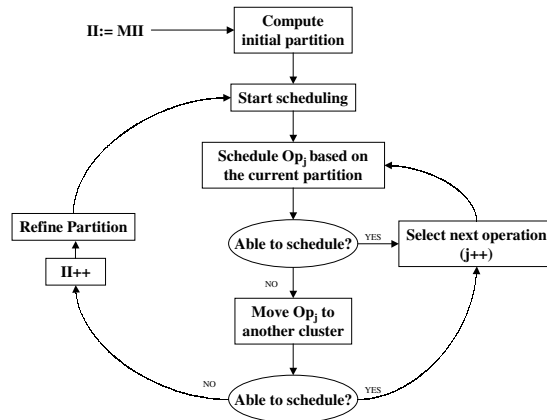 II:= MII
Compute
initial partition
Start scheduling
Schedule Opj based on
the current partition
Able to schedule?
YES
Select next operation
(j++)
Refine Partition
II++
NO
Move Opj to
another cluster
NO
Able to schedule?
YES